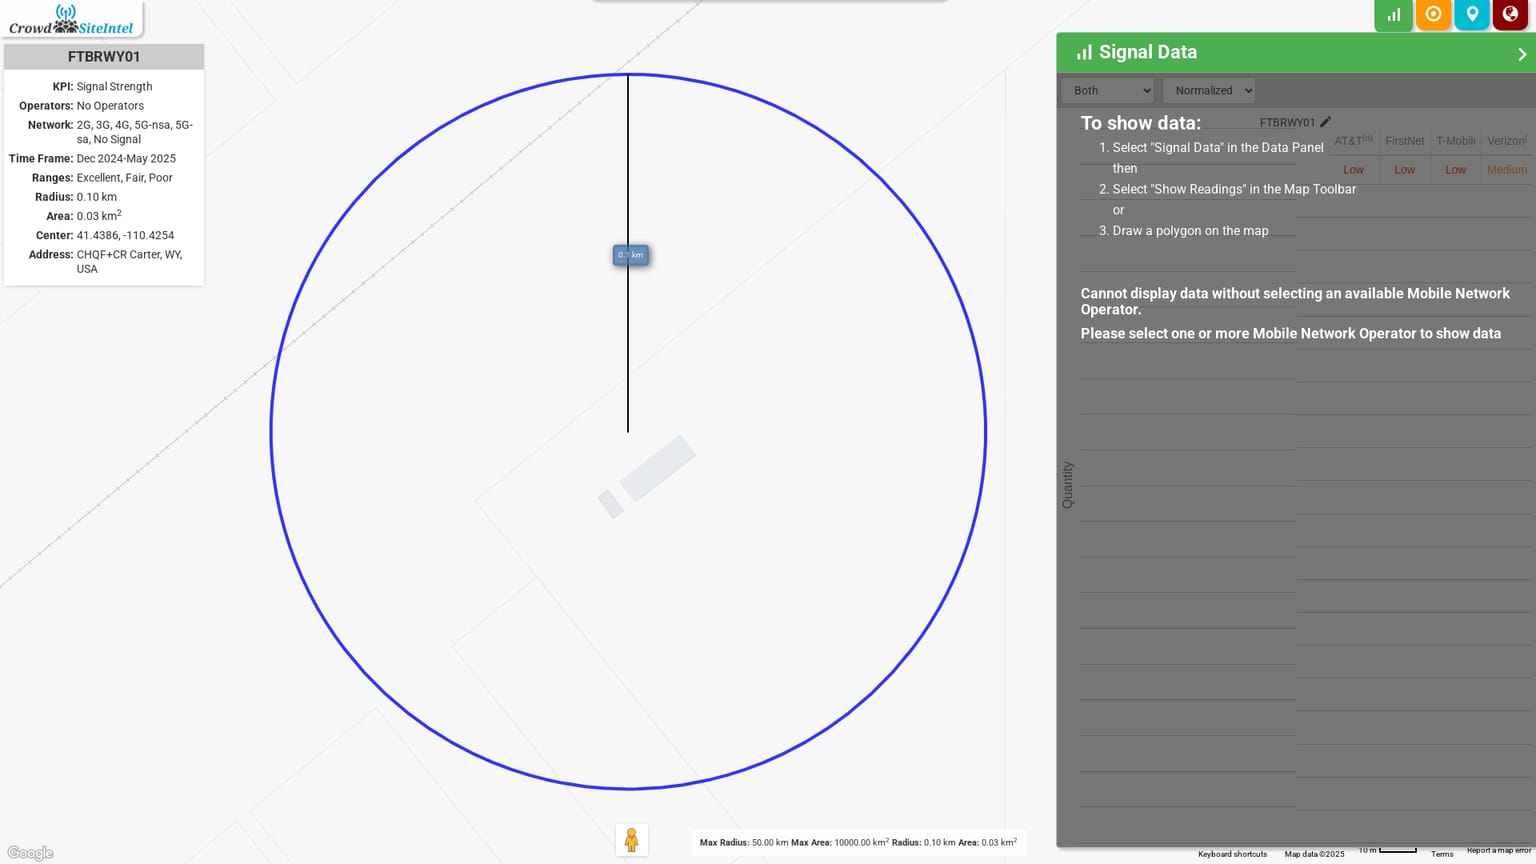 Crowd SiteIntel
FTBRWY01
KPI: Signal Strength
Operators: No Operators
Network: 2G, 3G, 4G, 5G-nsa, 5G-
sa, No Signal
Time Frame: Dec 2024-May 2025
Ranges: Excellent, Fair, Poor
Radius: 0.10 km
Area: 0.03 km²
Center: 41.4386, -110.4254
Address: CHQF+CR Carter, WY,
USA
0.1 km
Signal Data
Both Normalized
To show data:
FTBRWY01
AT&T(n) FirstNet T-Mobile Verizon
Low Low Low Medium
1. Select "Signal Data" in the Data Panel
then
2. Select "Show Readings" in the Map Toolbar
or
3. Draw a polygon on the map
Cannot display data without selecting an available Mobile Network
Operator.
Please select one or more Mobile Network Operator to show data
Quantity
Google
Max Radius: 50.00 km Max Area: 10000.00 km² Radius: 0.10 km Area: 0.03 km²
Keyboard shortcuts Map data ©2025 10 m Terms Report a map error